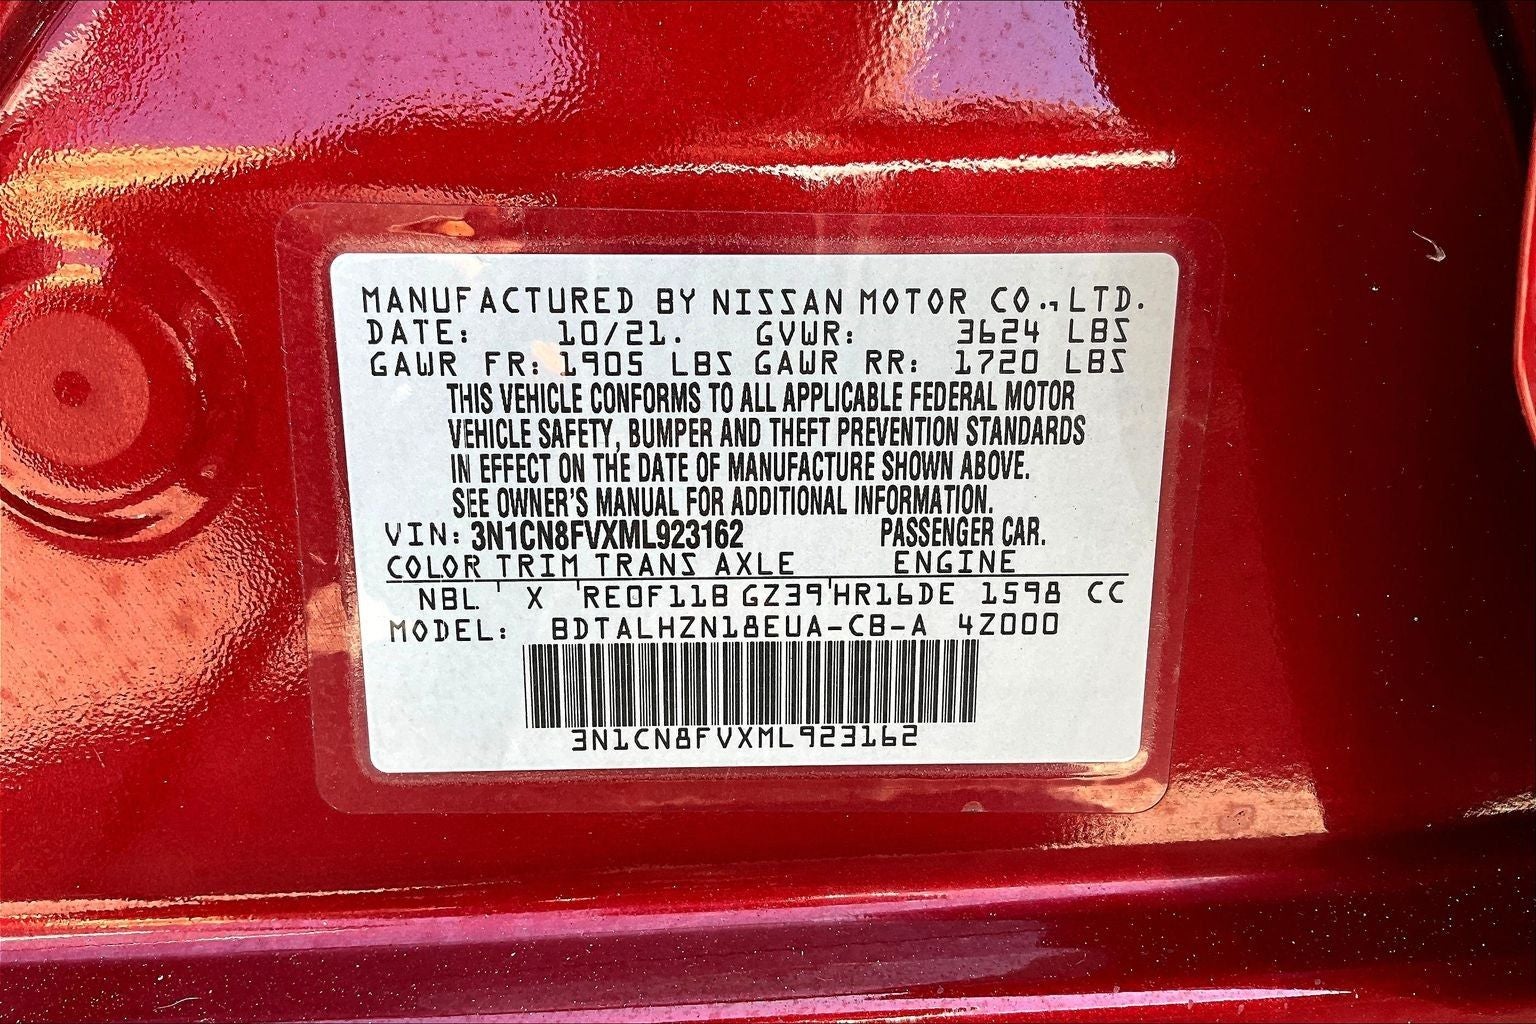 MANUFACTURED BY NISSAN MOTOR CO., LTD.
DATE: 10/21. GVWR: 3624 LBS
GAWR FR: 1905 LBS GAWR RR: 1720 LBS
THIS VEHICLE CONFORMS TO ALL APPLICABLE FEDERAL MOTOR
VEHICLE SAFETY, BUMPER AND THEFT PREVENTION STANDARDS
IN EFFECT ON THE DATE OF MANUFACTURE SHOWN ABOVE.
SEE OWNER'S MANUAL FOR ADDITIONAL INFORMATION.
VIN: 3N1CN8FVXML923162 PASSENGER CAR.
COLOR TRIM TRANS AXLE ENGINE
NBL X RE0F11B GZ39 HR16DE 1598 CC
MODEL: BDTALHZN18EUA-CB-A 4Z000
3N1CN8FVXML923162